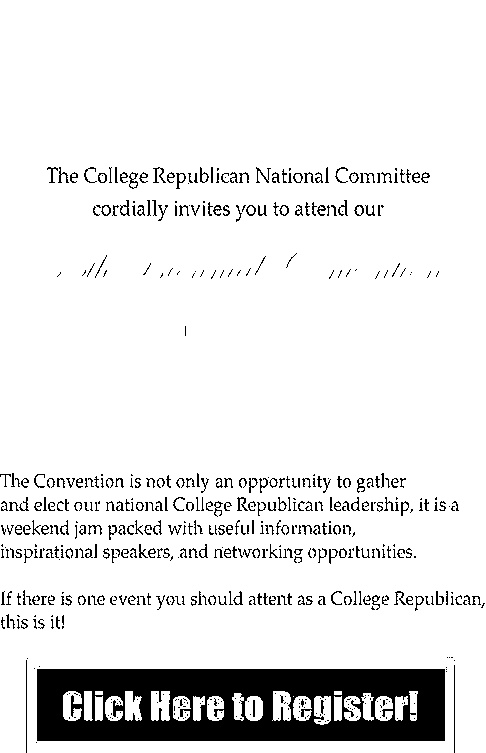 The College Republican National Committee
cordially invites you to attend our
The Convention is not only an opportunity to gather
and elect our national College Republican leadership, it is a
weekend jam packed with useful information,
inspirational speakers, and networking opportunities.
If there is one event you should attent as a College Republican,
this is it!
Click Here to Register!